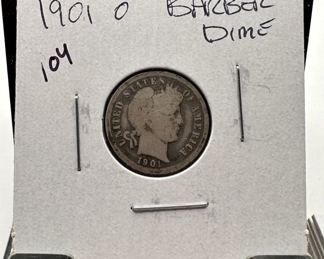 1901 O BARBER
DIME
104
UNITED STATES OF AMERICA
1901